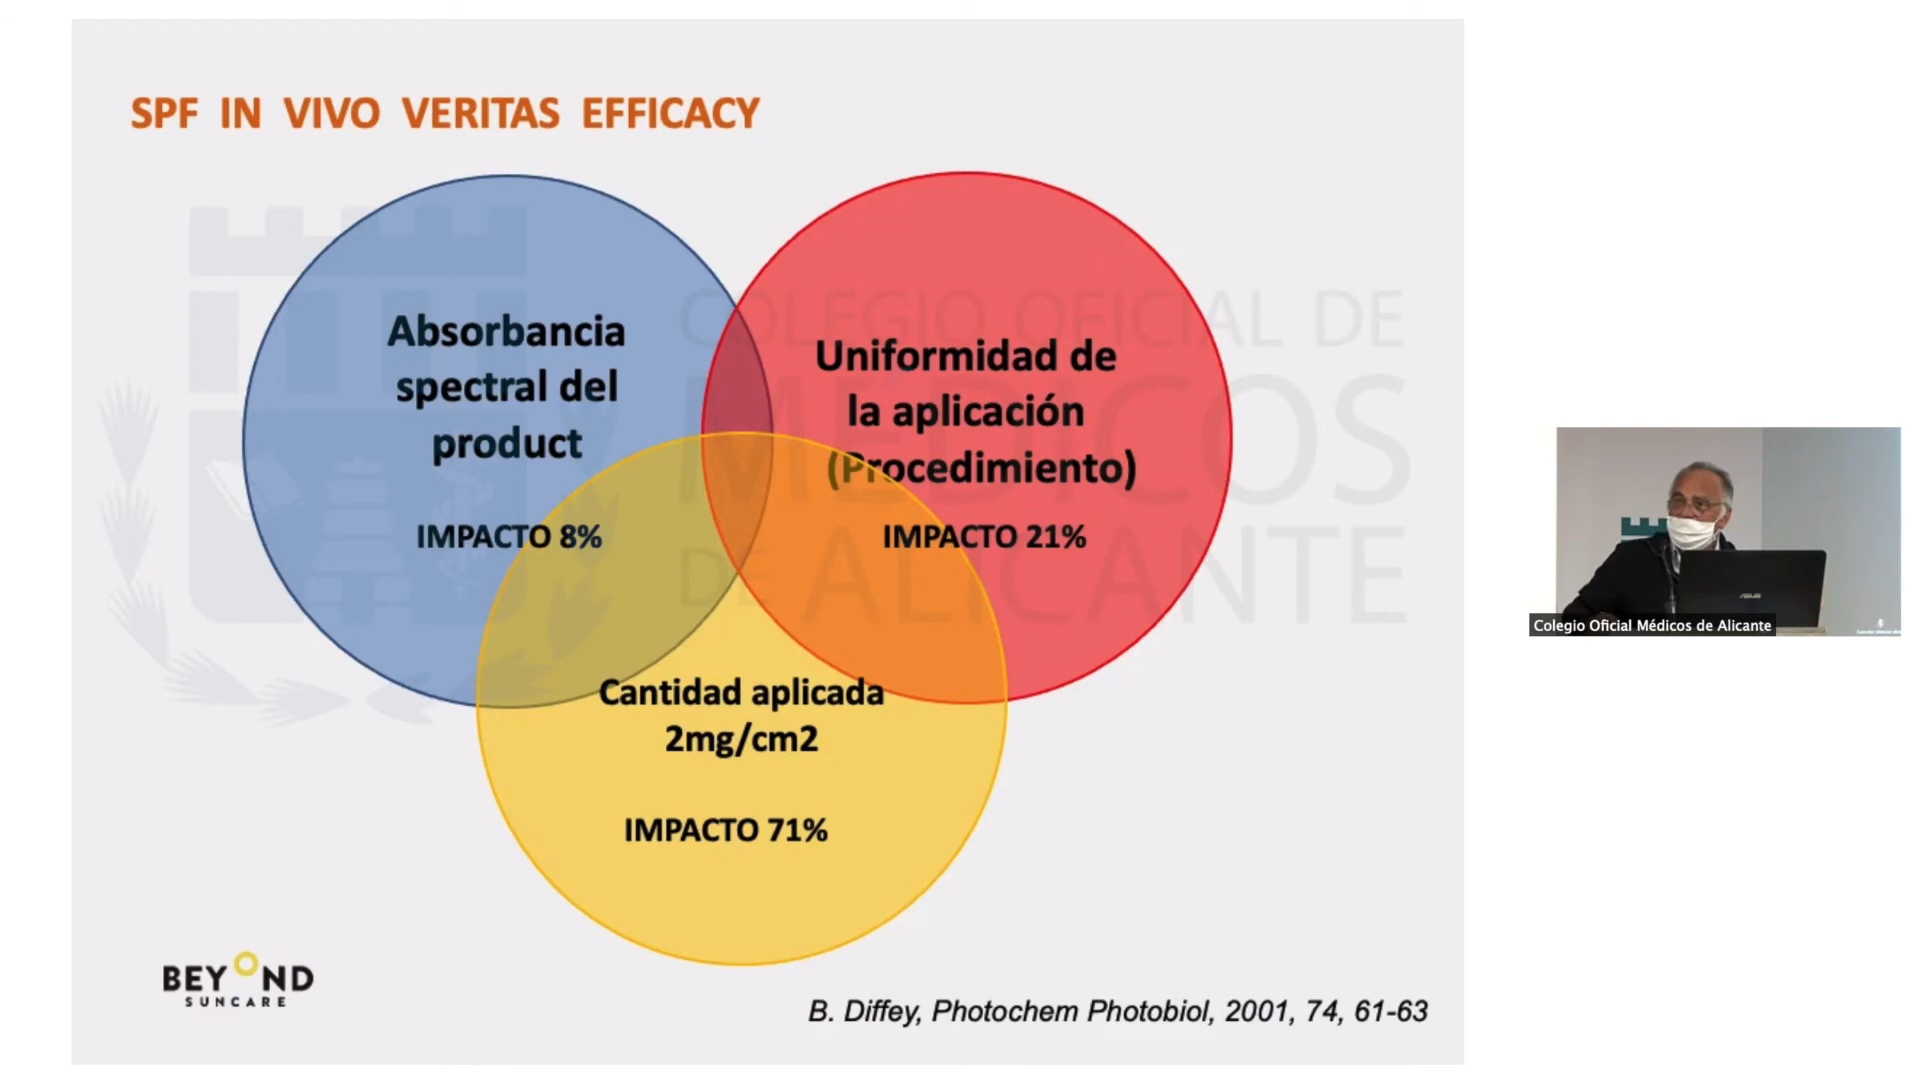 SPF IN VIVO VERITAS EFFICACY
COLEGIO OFICIAL DE
MÉDICOS
DE ALICANTE
Absorbancia
spectral del
product
IMPACTO 8%
Uniformidad de
la aplicación
(Procedimiento)
IMPACTO 21%
Cantidad aplicada
2mg/cm2
IMPACTO 71%
BEYOND
SUNCARE
B. Diffey, Photochem Photobiol, 2001, 74, 61-63
ASUS
Colegio Oficial Médicos de Alicante